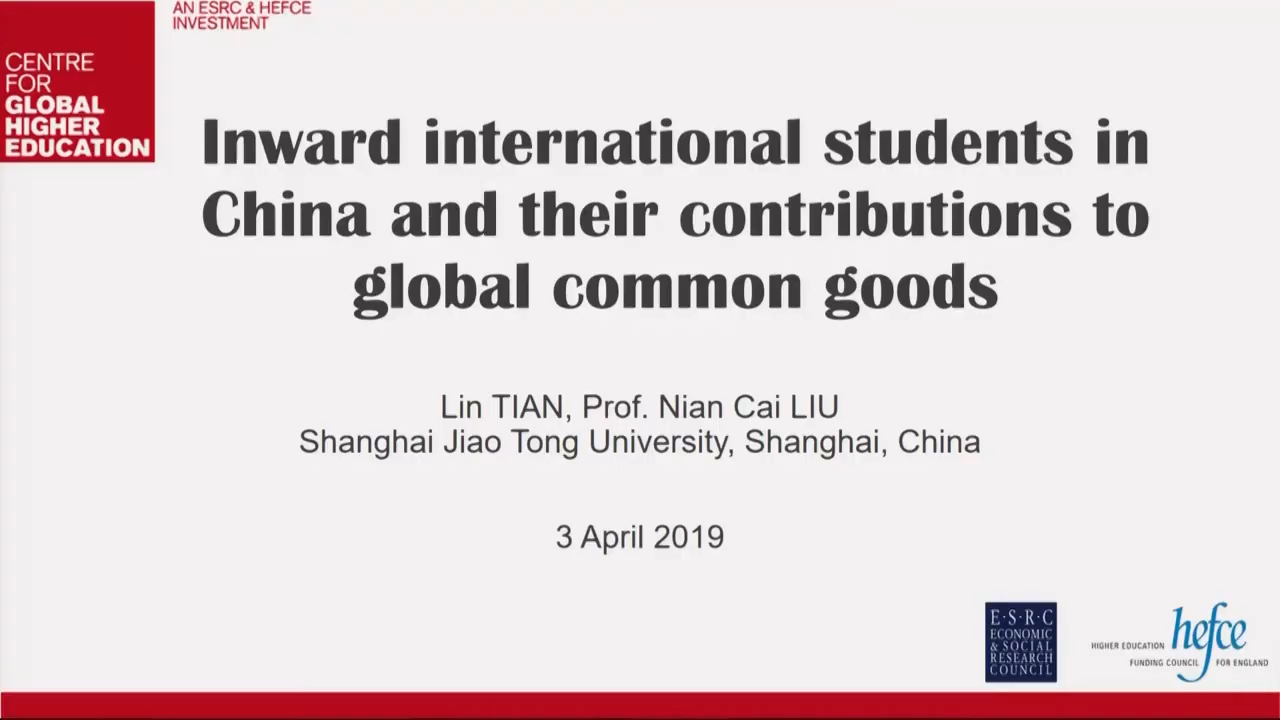 AN ESRC & HEFCE
INVESTMENT
CENTRE
FOR
GLOBAL
HIGHER
EDUCATION
Inward international students in
China and their contributions to
global common goods
Lin TIAN, Prof. Nian Cai LIU
Shanghai Jiao Tong University, Shanghai, China
3 April 2019
E·S·R·C
ECONOMIC
& SOCIAL
RESEARCH
COUNCIL
hefce
HIGHER EDUCATION
FUNDING COUNCIL FOR ENGLAND